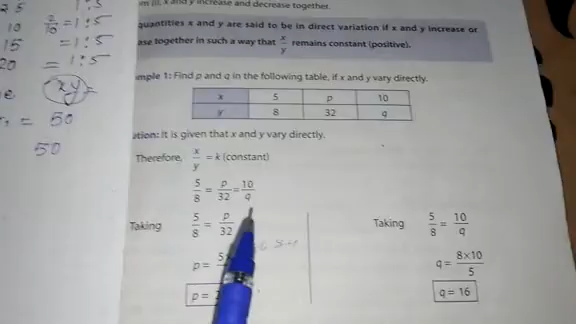 25 1:5
10 2/10 = 1:5
15 = 1:5
20 = 1:5
xy =
= 50
50
x and y increase and decrease together.
quantities x and y are said to be in direct variation if x and y increase or
together in such a way that x/y remains constant (positive).
1: Find p and q in the following table, if x and y vary directly.
x 5 p 10
y 8 32 q
It is given that x and y vary directly.
Therefore, x/y = k (constant)
5/8 = p/32 = 10/q
Taking 5/8 = p/32
p = 5
p =
Taking 5/8 = 10/q
q = 8×10/5
q = 16